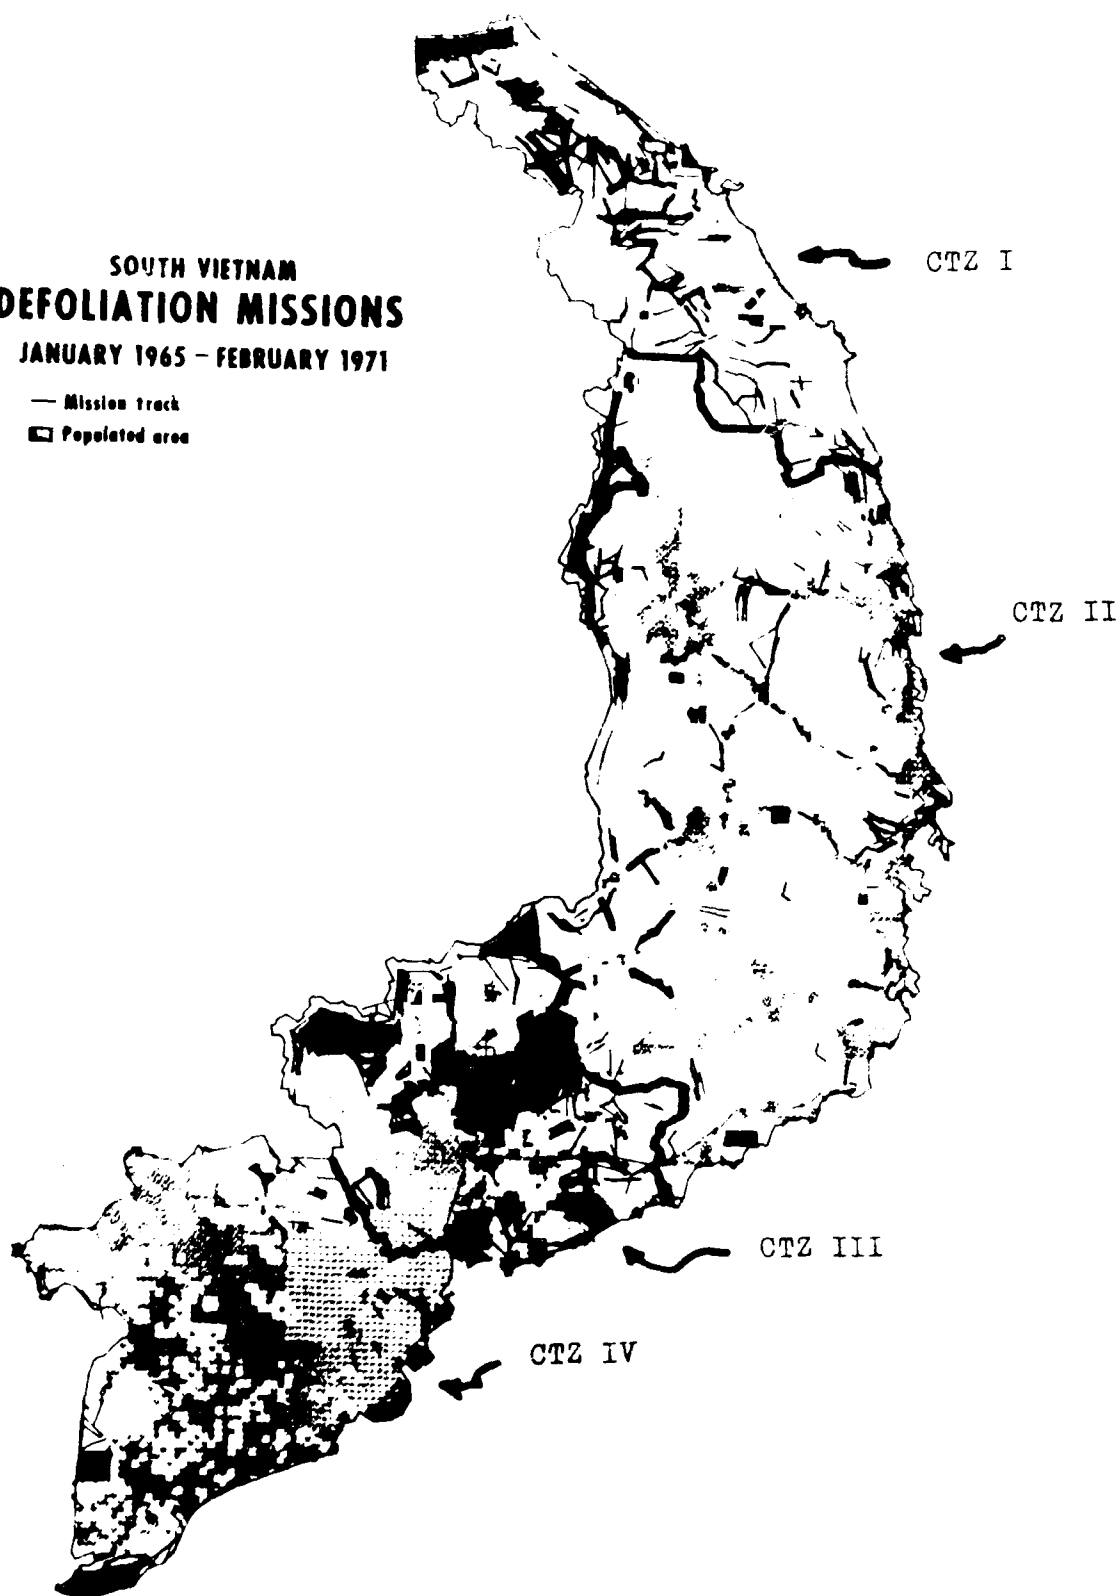 SOUTH VIETNAM
DEFOLIATION MISSIONS
JANUARY 1965 - FEBRUARY 1971
Mission track
Populated area
CTZ I
CTZ II
CTZ III
CTZ IV